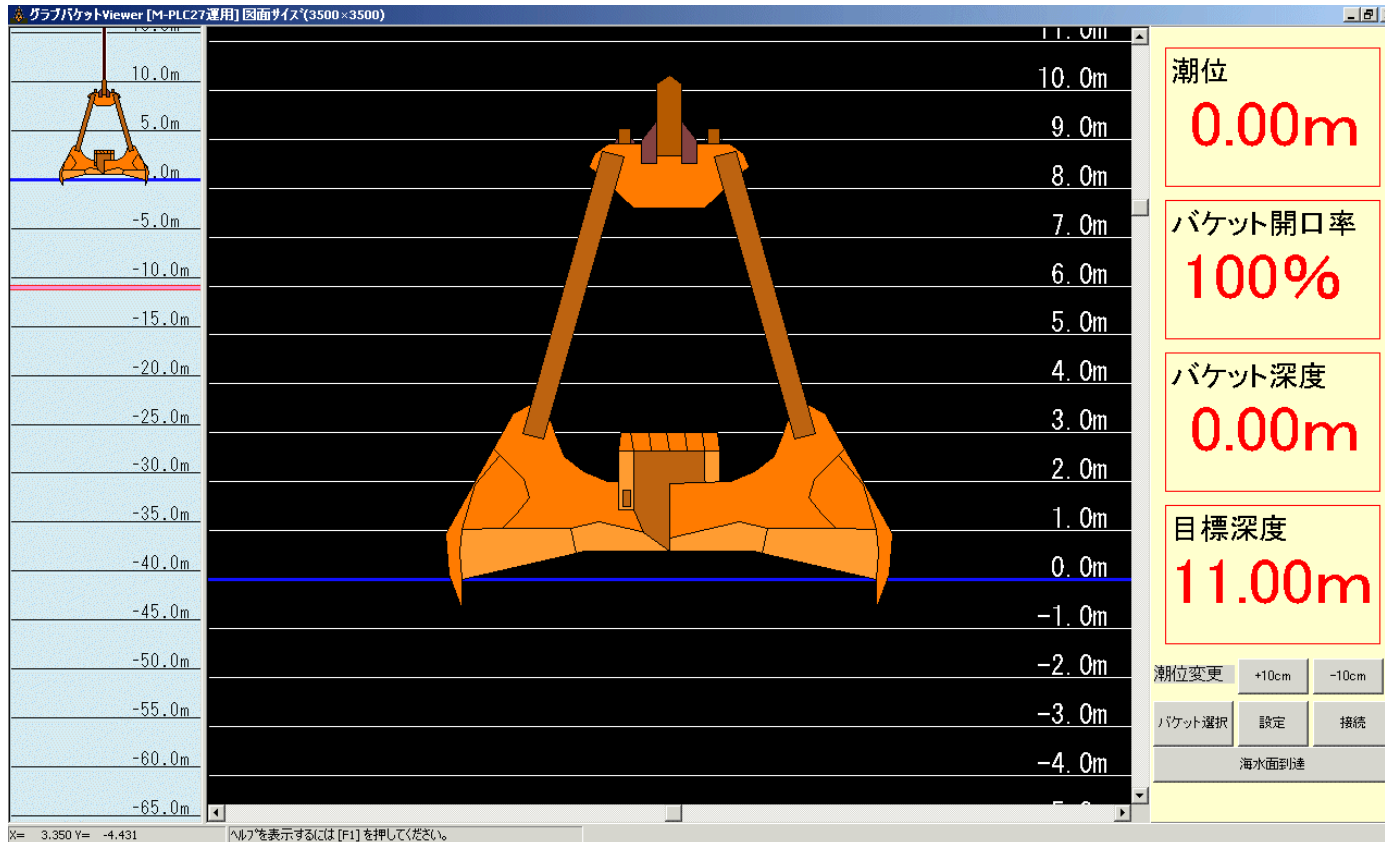 グラブバケットViewer [M-PLC27運用] 図面サイズ(3500×3500)
10.0m
5.0m
.0m
-5.0m
-10.0m
-15.0m
-20.0m
-25.0m
-30.0m
-35.0m
-40.0m
-45.0m
-50.0m
-55.0m
-60.0m
-65.0m
10.0m
9.0m
8.0m
7.0m
6.0m
5.0m
4.0m
3.0m
2.0m
1.0m
0.0m
-1.0m
-2.0m
-3.0m
-4.0m
潮位
0.00m
バケット開口率
100%
バケット深度
0.00m
目標深度
11.00m
潮位変更 +10cm -10cm
バケット選択 設定 接続
海水面到達
X= 3.350 Y= -4.431 ヘルプを表示するには [F1] を押してください。